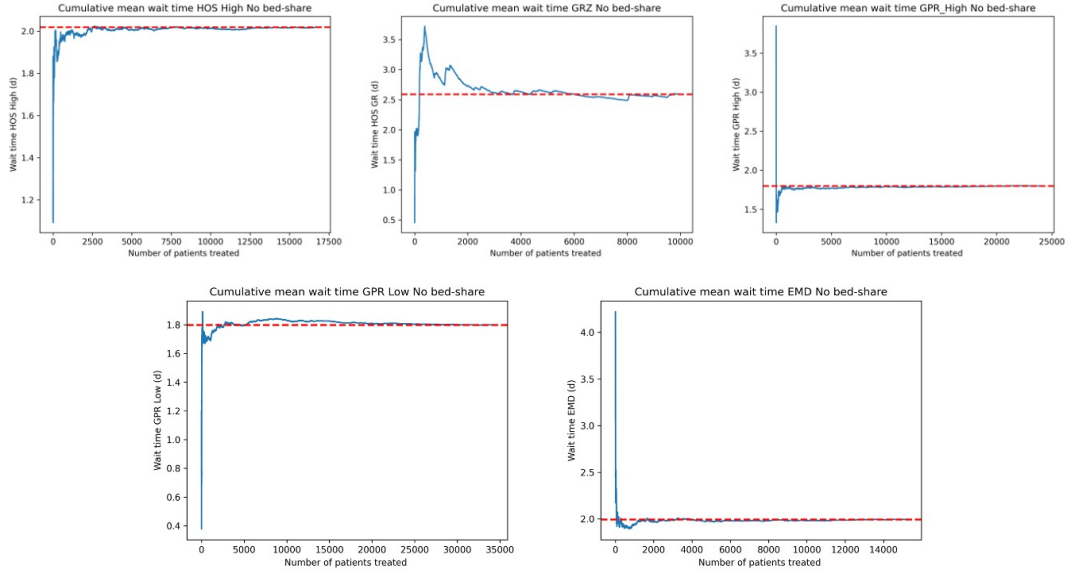 Cumulative mean wait time HOS High No bed-share
Wait time HOS High (d)
2.0
1.8
1.6
1.4
1.2
0 2500 5000 7500 10000 12500 15000 17500
Number of patients treated
Cumulative mean wait time GRZ No bed-share
Wait time HOS GR (d)
3.5
3.0
2.5
2.0
1.5
1.0
0.5
0 2000 4000 6000 8000 10000
Number of patients treated
Cumulative mean wait time GPR_High No bed-share
Wait time GPR High (d)
3.5
3.0
2.5
2.0
1.5
0 5000 10000 15000 20000 25000
Number of patients treated
Cumulative mean wait time GPR Low No bed-share
Wait time GPR Low (d)
1.8
1.6
1.4
1.2
1.0
0.8
0.6
0.4
0 5000 10000 15000 20000 25000 30000 35000
Number of patients treated
Cumulative mean wait time EMD No bed-share
Wait time EMD (d)
4.0
3.5
3.0
2.5
2.0
0 2000 4000 6000 8000 10000 12000 14000
Number of patients treated